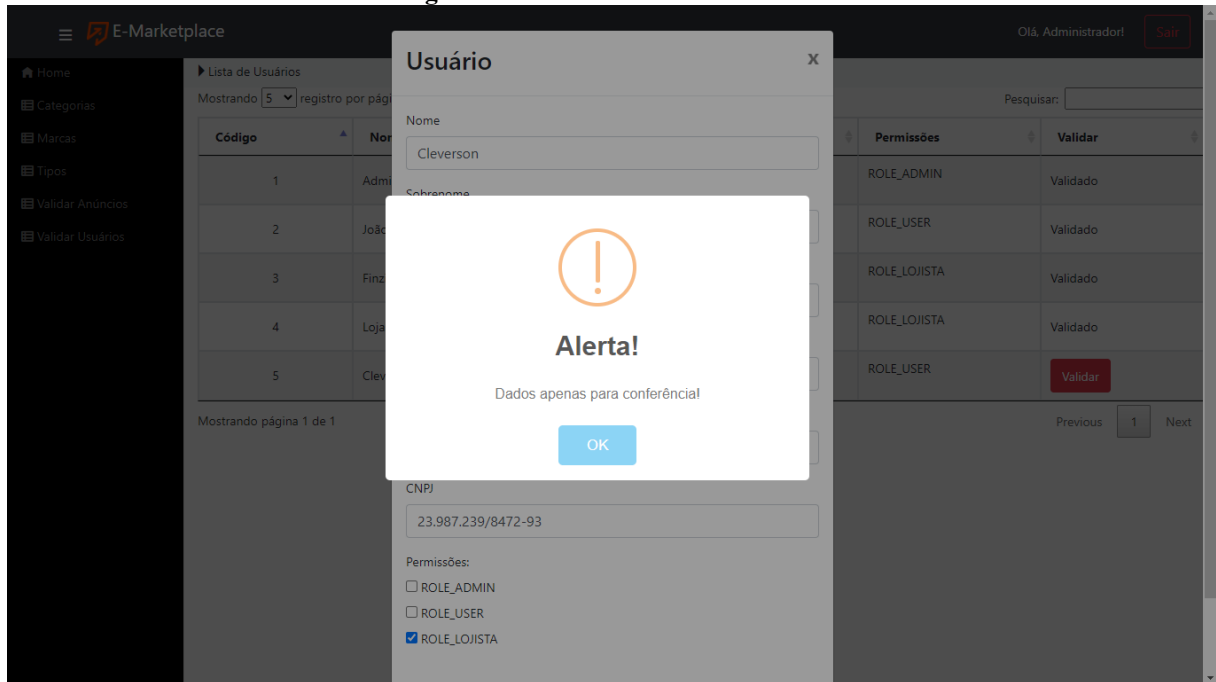 E-Marketplace
Olá, Administrador!
Sair
Home
Categorias
Marcas
Tipos
Validar Anúncios
Validar Usuários
Lista de Usuários
Mostrando 5 registro por pági
Pesquisar:
Código Nor Permissões Validar
1 Admi ROLE_ADMIN Validado
2 João ROLE_USER Validado
3 Finz ROLE_LOJISTA Validado
4 Loja ROLE_LOJISTA Validado
5 Clev ROLE_USER Validar
Mostrando página 1 de 1
Previous 1 Next
Usuário
x
Nome
Cleverson
Sobrenome
Alerta!
Dados apenas para conferência!
OK
CNPJ
23.987.239/8472-93
Permissões:
ROLE_ADMIN
ROLE_USER
ROLE_LOJISTA